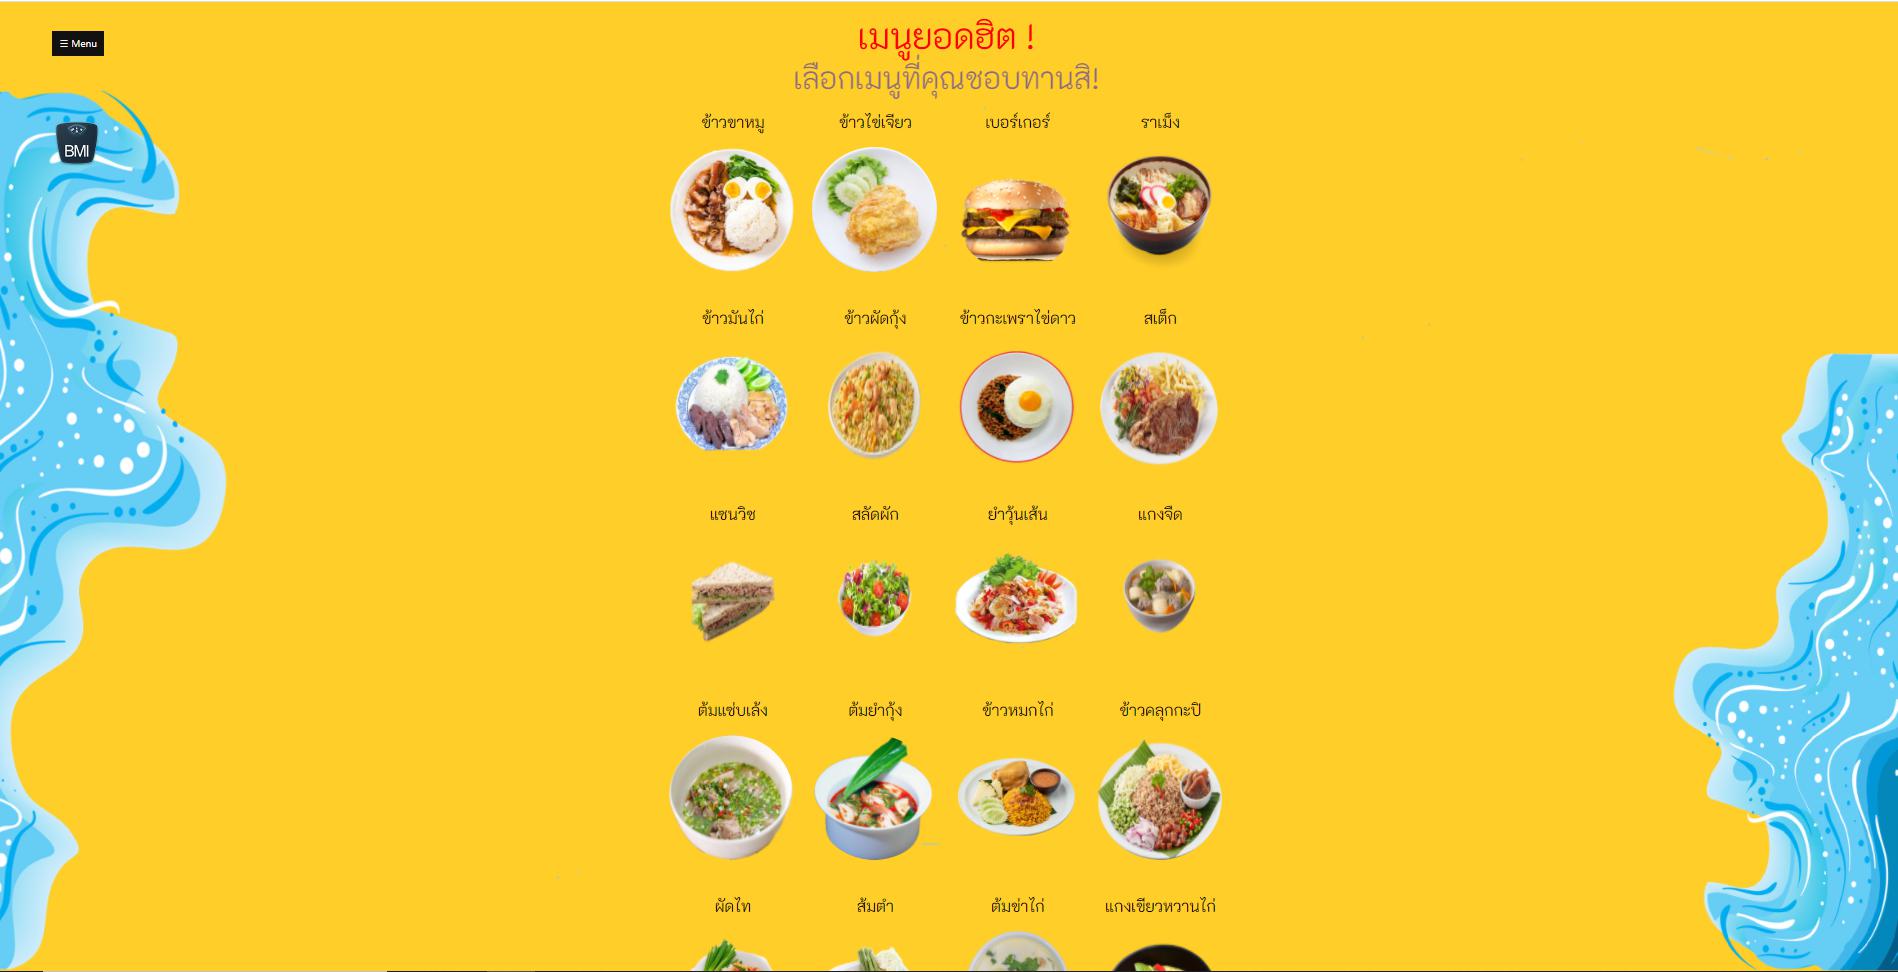 ☰ Menu
เมนูยอดฮิต !
เลือกเมนูที่คุณชอบทานสิ!
BMI
ข้าวขาหมู ข้าวไข่เจียว เบอร์เกอร์ ราเม็ง
ข้าวมันไก่ ข้าวผัดกุ้ง ข้าวกะเพราไข่ดาว สเต็ก
แซนวิช สลัดผัก ยำวุ้นเส้น แกงจืด
ต้มแซ่บเล้ง ต้มยำกุ้ง ข้าวหมกไก่ ข้าวคลุกกะปิ
ผัดไท ส้มตำ ต้มข่าไก่ แกงเขียวหวานไก่